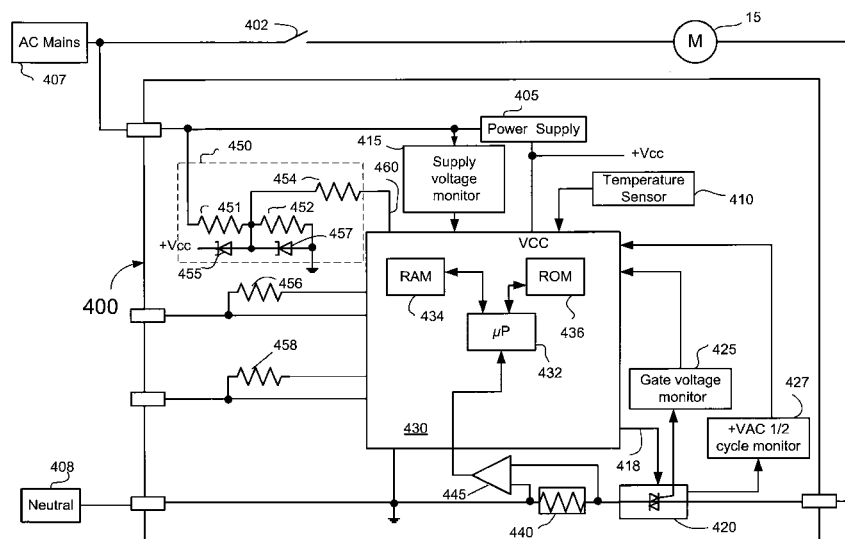 AC Mains
407
402
15
M
405
Power Supply
415
Supply
voltage
monitor
+Vcc
450
460
454
451
452
457
+Vcc
455
Temperature
Sensor
410
VCC
RAM
434
ROM
436
µP
432
400
456
458
425
Gate voltage
monitor
427
+VAC 1/2
cycle monitor
430
418
408
Neutral
445
440
420